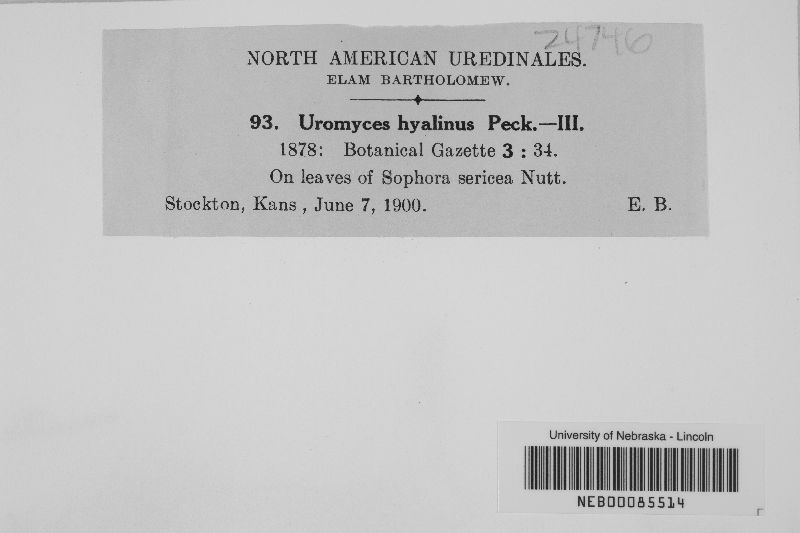 24746
NORTH AMERICAN UREDINALES.
ELAM BARTHOLOMEW.
93. Uromyces hyalinus Peck.—III.
1878: Botanical Gazette 3 : 34.
On leaves of Sophora sericea Nutt.
Stockton, Kans , June 7, 1900. E. B.
University of Nebraska - Lincoln
NEB00085514